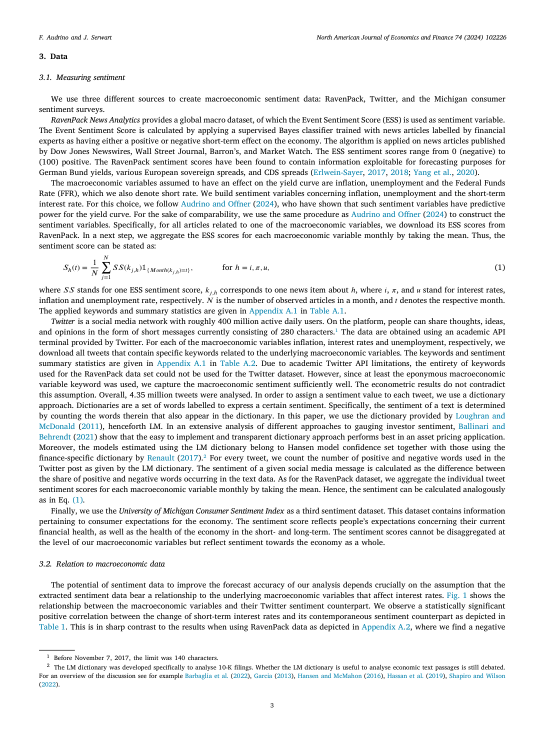 F. Audrino and J. Serwart
North American Journal of Economics and Finance 74 (2024) 102226
3. Data
3.1. Measuring sentiment
We use three different sources to create macroeconomic sentiment data: RavenPack, Twitter, and the Michigan consumer
sentiment surveys.
RavenPack News Analytics provides a global macro dataset, of which the Event Sentiment Score (ESS) is used as sentiment variable.
The Event Sentiment Score is calculated by applying a supervised Bayes classifier trained with news articles labelled by financial
experts as having either a positive or negative short-term effect on the economy. The algorithm is applied on news articles published
by Dow Jones Newswires, Wall Street Journal, Barron's, and Market Watch. The ESS sentiment scores range from 0 (negative) to
(100) positive. The RavenPack sentiment scores have been found to contain information exploitable for forecasting purposes for
German Bund yields, various European sovereign spreads, and CDS spreads (Erlwein-Sayer, 2017, 2018; Yang et al., 2020).
The macroeconomic variables assumed to have an effect on the yield curve are inflation, unemployment and the Federal Funds
Rate (FFR), which we also denote short rate. We build sentiment variables concerning inflation, unemployment and the short-term
interest rate. For this choice, we follow Audrino and Offner (2024), who have shown that such sentiment variables have predictive
power for the yield curve. For the sake of comparability, we use the same procedure as Audrino and Offner (2024) to construct the
sentiment variables. Specifically, for all articles related to one of the macroeconomic variables, we download its ESS from
RavenPack. In a next step, we aggregate the ESS scores for each macroeconomic variable monthly by taking the mean. Thus, the
sentiment score can be stated as:
S_h(t) = 1/N ∑_{j=1}^{N} SS(k_{j,h})𝟙_{{Month(k_{j,h})=t}}, for h = i, π, u, (1)
where SS stands for one ESS sentiment score, k_{j,h} corresponds to one news item about h, where i, π, and u stand for interest rates,
inflation and unemployment rate, respectively. N is the number of observed articles in a month, and t denotes the respective month.
The applied keywords and summary statistics are given in Appendix A.1 in Table A.1.
Twitter is a social media network with roughly 400 million active daily users. On the platform, people can share thoughts, ideas,
and opinions in the form of short messages currently consisting of 280 characters.¹ The data are obtained using an academic API
terminal provided by Twitter. For each of the macroeconomic variables inflation, interest rates and unemployment, respectively, we
download all tweets that contain specific keywords related to the underlying macroeconomic variables. The keywords and sentiment
summary statistics are given in Appendix A.1 in Table A.2. Due to academic Twitter API limitations, the entirety of keywords
used for the RavenPack data set could not be used for the Twitter dataset. However, since at least the eponymous macroeconomic
variable keyword was used, we capture the macroeconomic sentiment sufficiently well. The econometric results do not contradict
this assumption. Overall, 4.35 million tweets were analysed. In order to assign a sentiment value to each tweet, we use a dictionary
approach. Dictionaries are a set of words labelled to express a certain sentiment. Specifically, the sentiment of a text is determined
by counting the words therein that also appear in the dictionary. In this paper, we use the dictionary provided by Loughran and
McDonald (2011), henceforth LM. In an extensive analysis of different approaches to gauging investor sentiment, Ballinari and
Behrendt (2021) show that the easy to implement and transparent dictionary approach performs best in an asset pricing application.
Moreover, the models estimated using the LM dictionary belong to Hansen model confidence set together with those using the
finance-specific dictionary by Renault (2017).² For every tweet, we count the number of positive and negative words used in the
Twitter post as given by the LM dictionary. The sentiment of a given social media message is calculated as the difference between
the share of positive and negative words occurring in the text data. As for the RavenPack dataset, we aggregate the individual tweet
sentiment scores for each macroeconomic variable monthly by taking the mean. Hence, the sentiment can be calculated analogously
as in Eq. (1).
Finally, we use the University of Michigan Consumer Sentiment Index as a third sentiment dataset. This dataset contains information
pertaining to consumer expectations for the economy. The sentiment score reflects people's expectations concerning their current
financial health, as well as the health of the economy in the short- and long-term. The sentiment scores cannot be disaggregated at
the level of our macroeconomic variables but reflect sentiment towards the economy as a whole.
3.2. Relation to macroeconomic data
The potential of sentiment data to improve the forecast accuracy of our analysis depends crucially on the assumption that the
extracted sentiment data bear a relationship to the underlying macroeconomic variables that affect interest rates. Fig. 1 shows the
relationship between the macroeconomic variables and their Twitter sentiment counterpart. We observe a statistically significant
positive correlation between the change of short-term interest rates and its contemporaneous sentiment counterpart as depicted in
Table 1. This is in sharp contrast to the results when using RavenPack data as depicted in Appendix A.2, where we find a negative
¹ Before November 7, 2017, the limit was 140 characters.
² The LM dictionary was developed specifically to analyse 10-K filings. Whether the LM dictionary is useful to analyse economic text passages is still debated.
For an overview of the discussion see for example Barbaglia et al. (2022), Garcia (2013), Hansen and McMahon (2016), Hassan et al. (2019), Shapiro and Wilson
(2022).
3